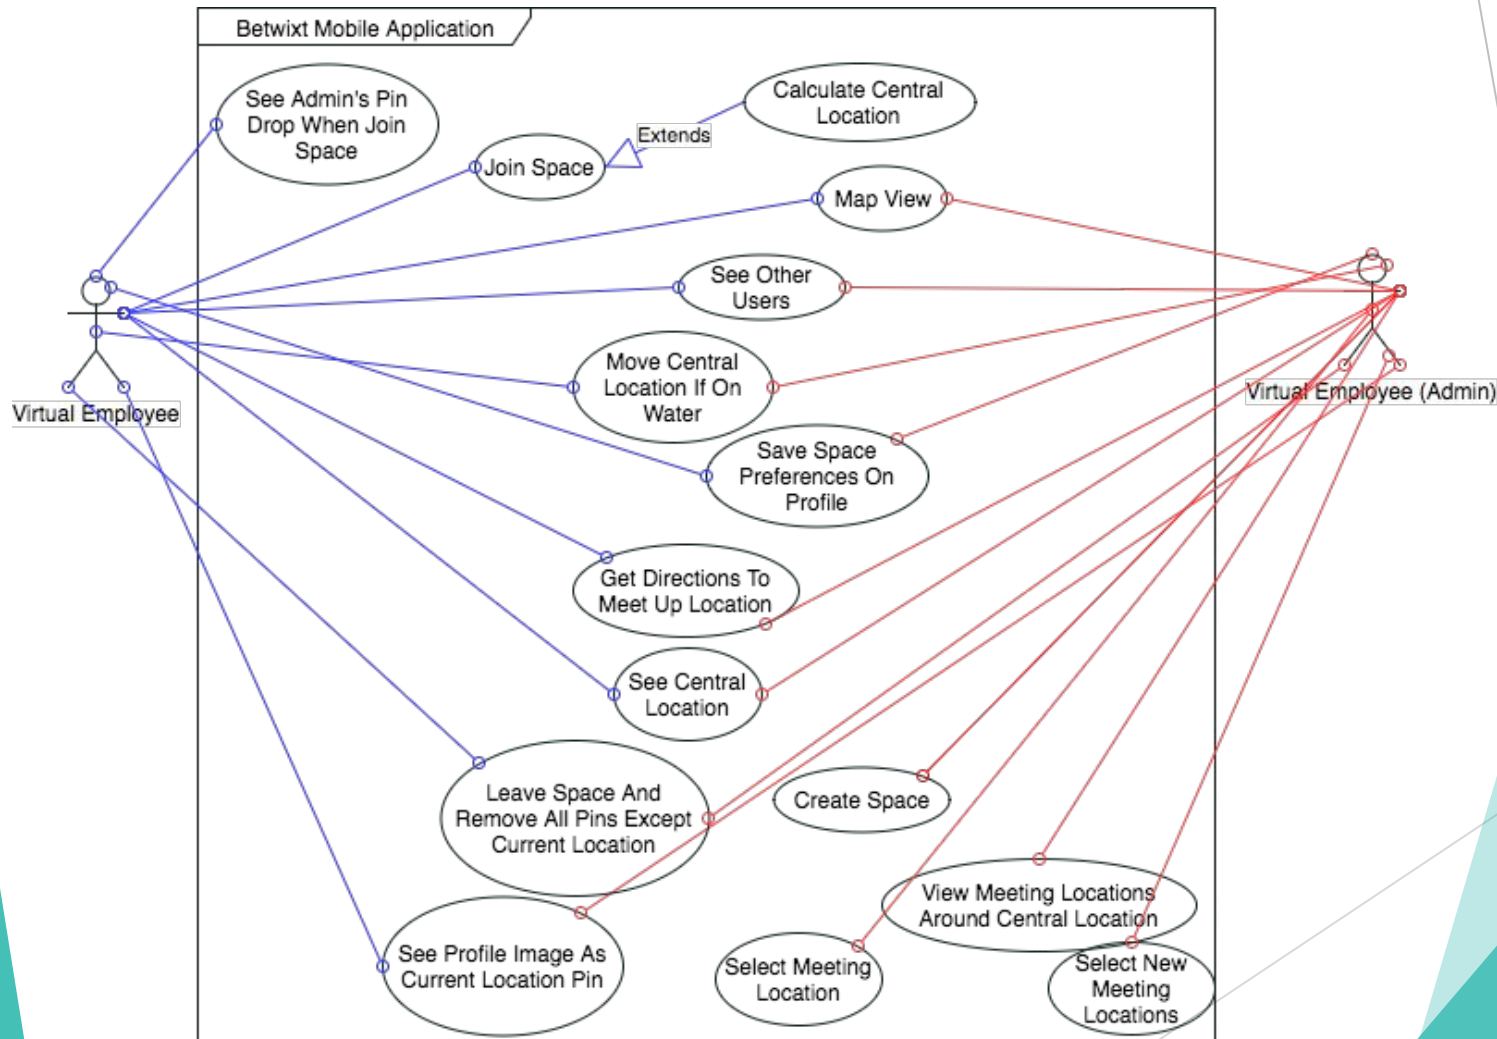 Betwixt Mobile Application
See Admin's Pin
Drop When Join
Space
Calculate Central
Location
Extends
Join Space
Map View
See Other
Users
Move Central
Location If On
Water
Virtual Employee
Virtual Employee (Admin)
Save Space
Preferences On
Profile
Get Directions To
Meet Up Location
See Central
Location
Leave Space And
Remove All Pins Except
Current Location
Create Space
View Meeting Locations
Around Central Location
See Profile Image As
Current Location Pin
Select Meeting
Location
Select New
Meeting
Locations